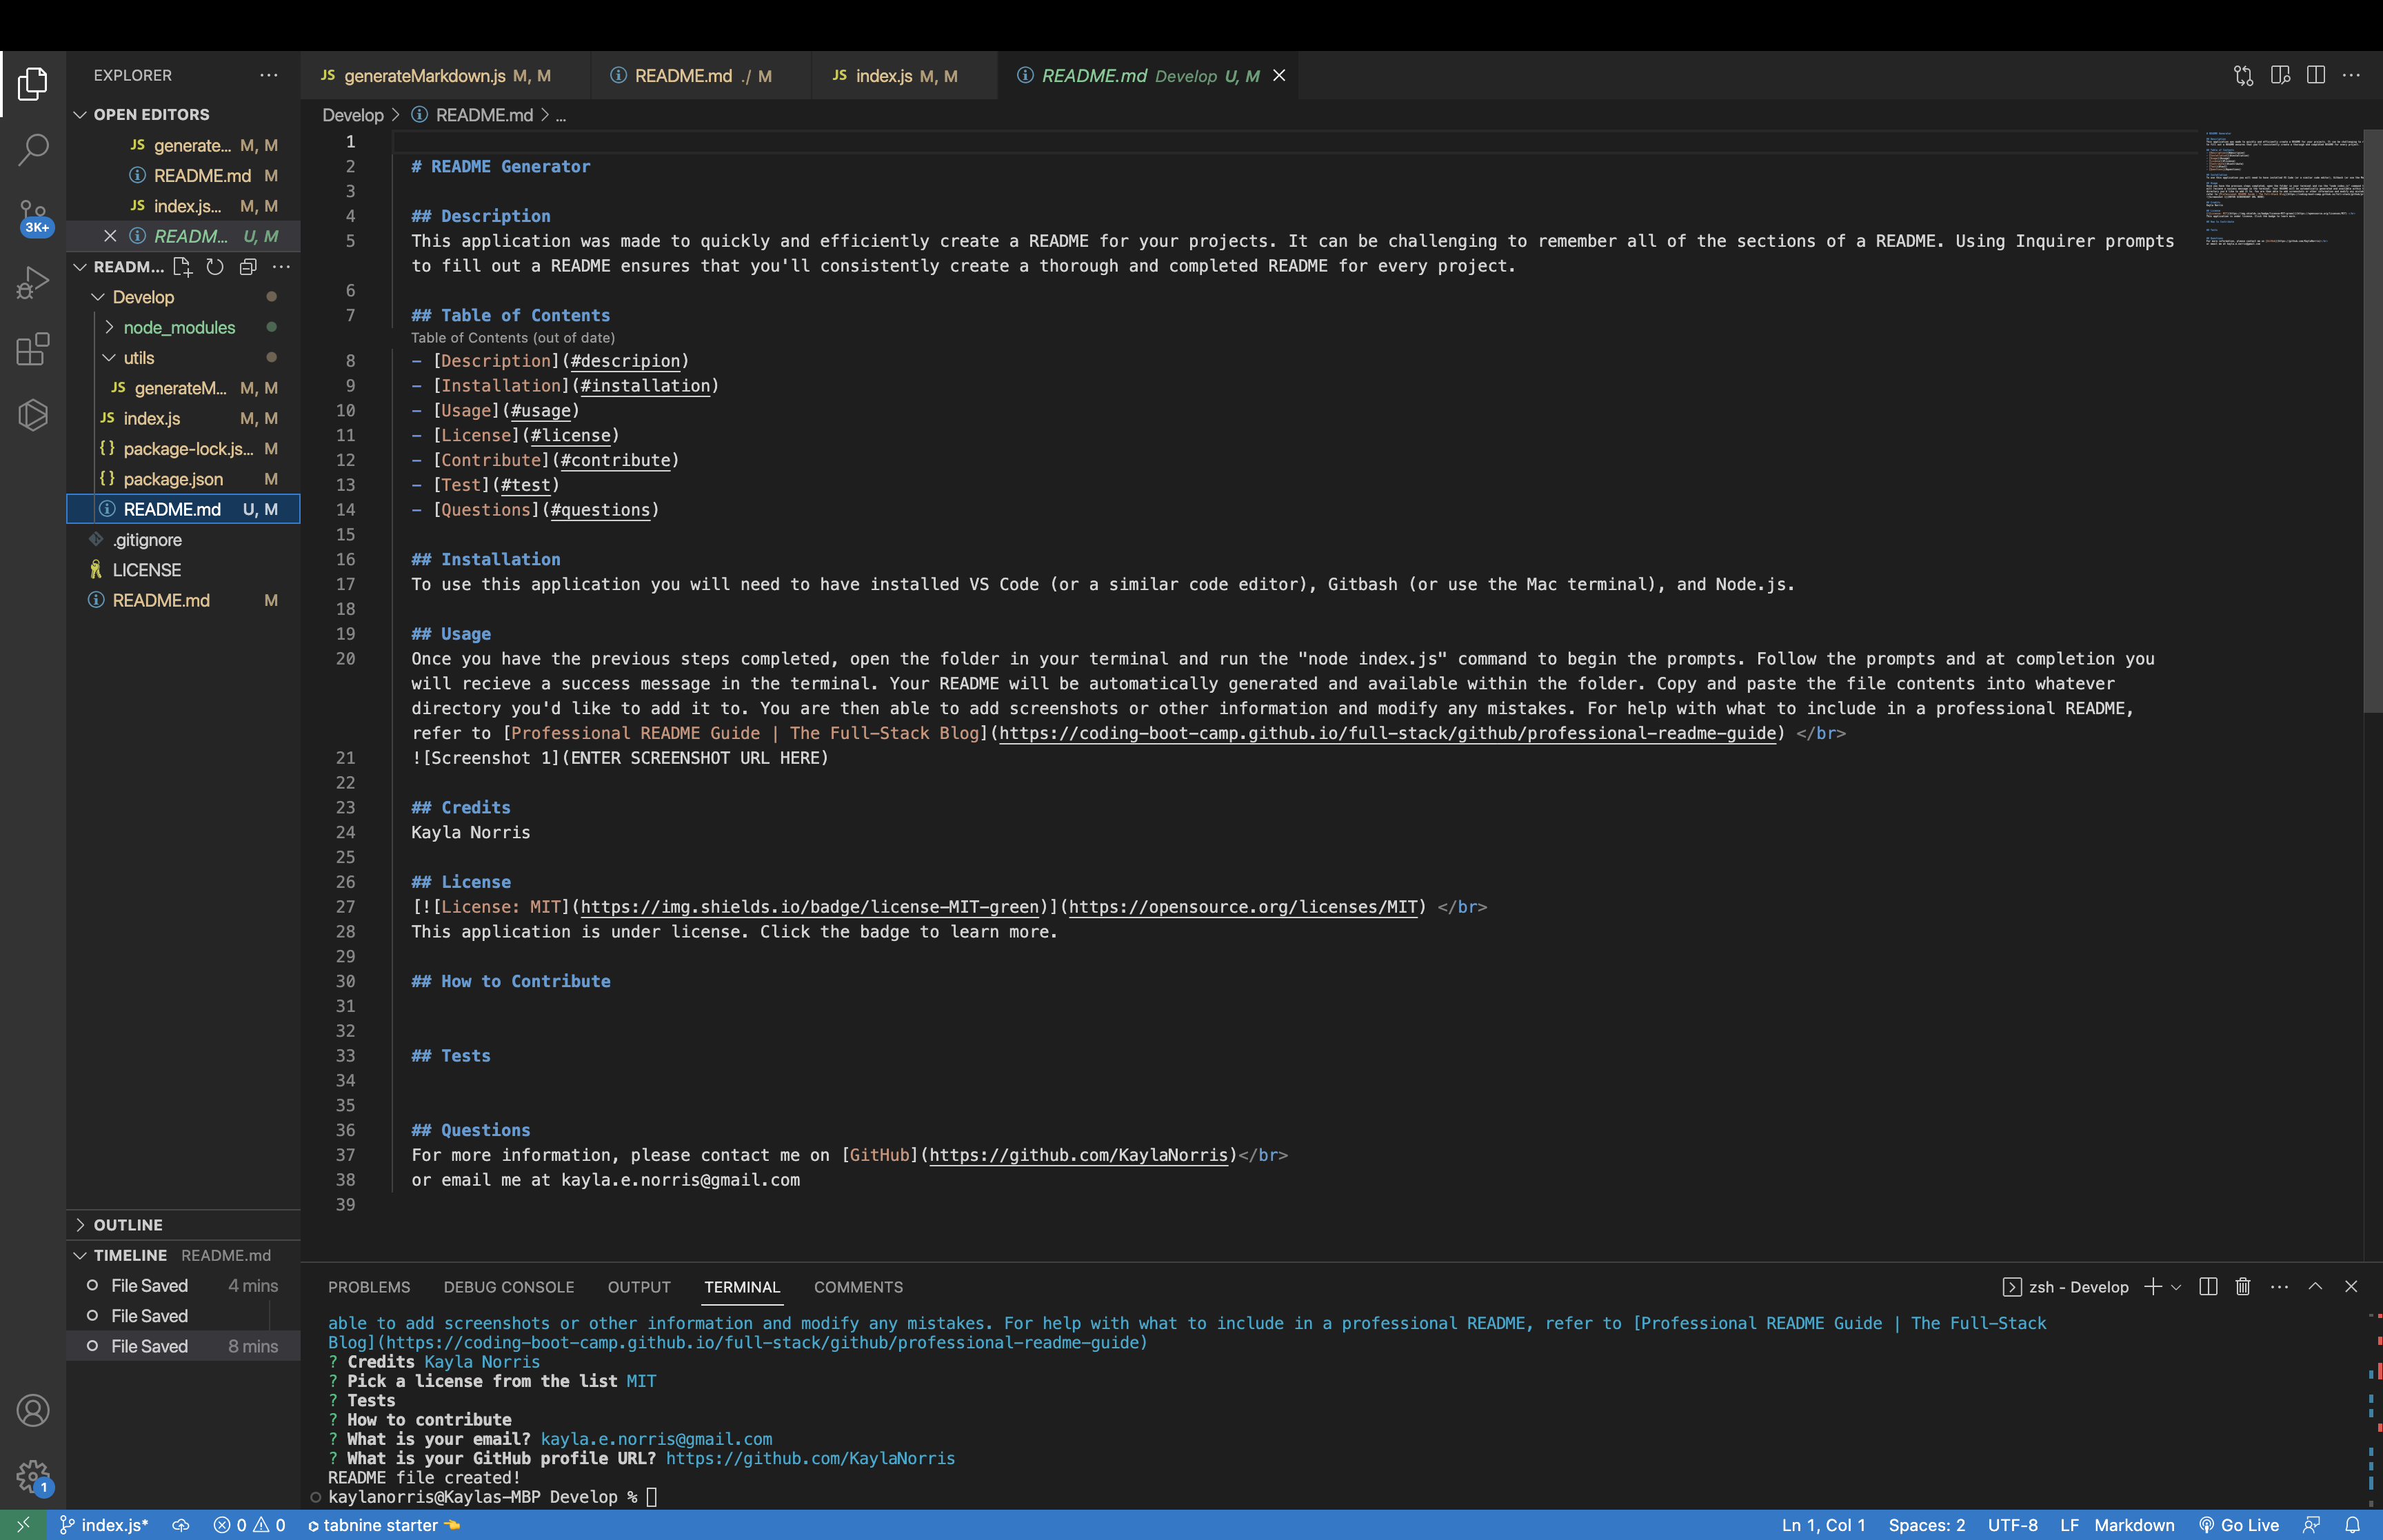 EXPLORER
OPEN EDITORS
JS generate... M, M
README.md M
JS index.js... M, M
READM... U, M
READM...
Develop
node_modules
utils
JS generateM... M, M
JS index.js M, M
{} package-lock.js... M
{} package.json M
README.md U, M
.gitignore
LICENSE
README.md M
OUTLINE
TIMELINE README.md
File Saved 4 mins
File Saved
File Saved 8 mins
3K+
1
JS generateMarkdown.js M, M
README.md ./ M
JS index.js M, M
README.md Develop U, M
Develop > README.md > ...
1
2 # README Generator
3
4 ## Description
5 This application was made to quickly and efficiently create a README for your projects. It can be challenging to remember all of the sections of a README. Using Inquirer prompts
to fill out a README ensures that you'll consistently create a thorough and completed README for every project.
6
7 ## Table of Contents
Table of Contents (out of date)
8 - [Description](#descripion)
9 - [Installation](#installation)
10 - [Usage](#usage)
11 - [License](#license)
12 - [Contribute](#contribute)
13 - [Test](#test)
14 - [Questions](#questions)
15
16 ## Installation
17 To use this application you will need to have installed VS Code (or a similar code editor), Gitbash (or use the Mac terminal), and Node.js.
18
19 ## Usage
20 Once you have the previous steps completed, open the folder in your terminal and run the "node index.js" command to begin the prompts. Follow the prompts and at completion you
will recieve a success message in the terminal. Your README will be automatically generated and available within the folder. Copy and paste the file contents into whatever
directory you'd like to add it to. You are then able to add screenshots or other information and modify any mistakes. For help with what to include in a professional README,
refer to [Professional README Guide | The Full-Stack Blog](https://coding-boot-camp.github.io/full-stack/github/professional-readme-guide) </br>
21 ![Screenshot 1](ENTER SCREENSHOT URL HERE)
22
23 ## Credits
24 Kayla Norris
25
26 ## License
27 [![License: MIT](https://img.shields.io/badge/license-MIT-green)](https://opensource.org/licenses/MIT) </br>
28 This application is under license. Click the badge to learn more.
29
30 ## How to Contribute
31
32
33 ## Tests
34
35
36 ## Questions
37 For more information, please contact me on [GitHub](https://github.com/KaylaNorris)</br>
38 or email me at kayla.e.norris@gmail.com
39
PROBLEMS DEBUG CONSOLE OUTPUT TERMINAL COMMENTS
zsh - Develop
able to add screenshots or other information and modify any mistakes. For help with what to include in a professional README, refer to [Professional README Guide | The Full-Stack
Blog](https://coding-boot-camp.github.io/full-stack/github/professional-readme-guide)
? Credits Kayla Norris
? Pick a license from the list MIT
? Tests
? How to contribute
? What is your email? kayla.e.norris@gmail.com
? What is your GitHub profile URL? https://github.com/KaylaNorris
README file created!
kaylanorris@Kaylas-MBP Develop %
index.js* 0 0 tabnine starter
Ln 1, Col 1 Spaces: 2 UTF-8 LF Markdown Go Live